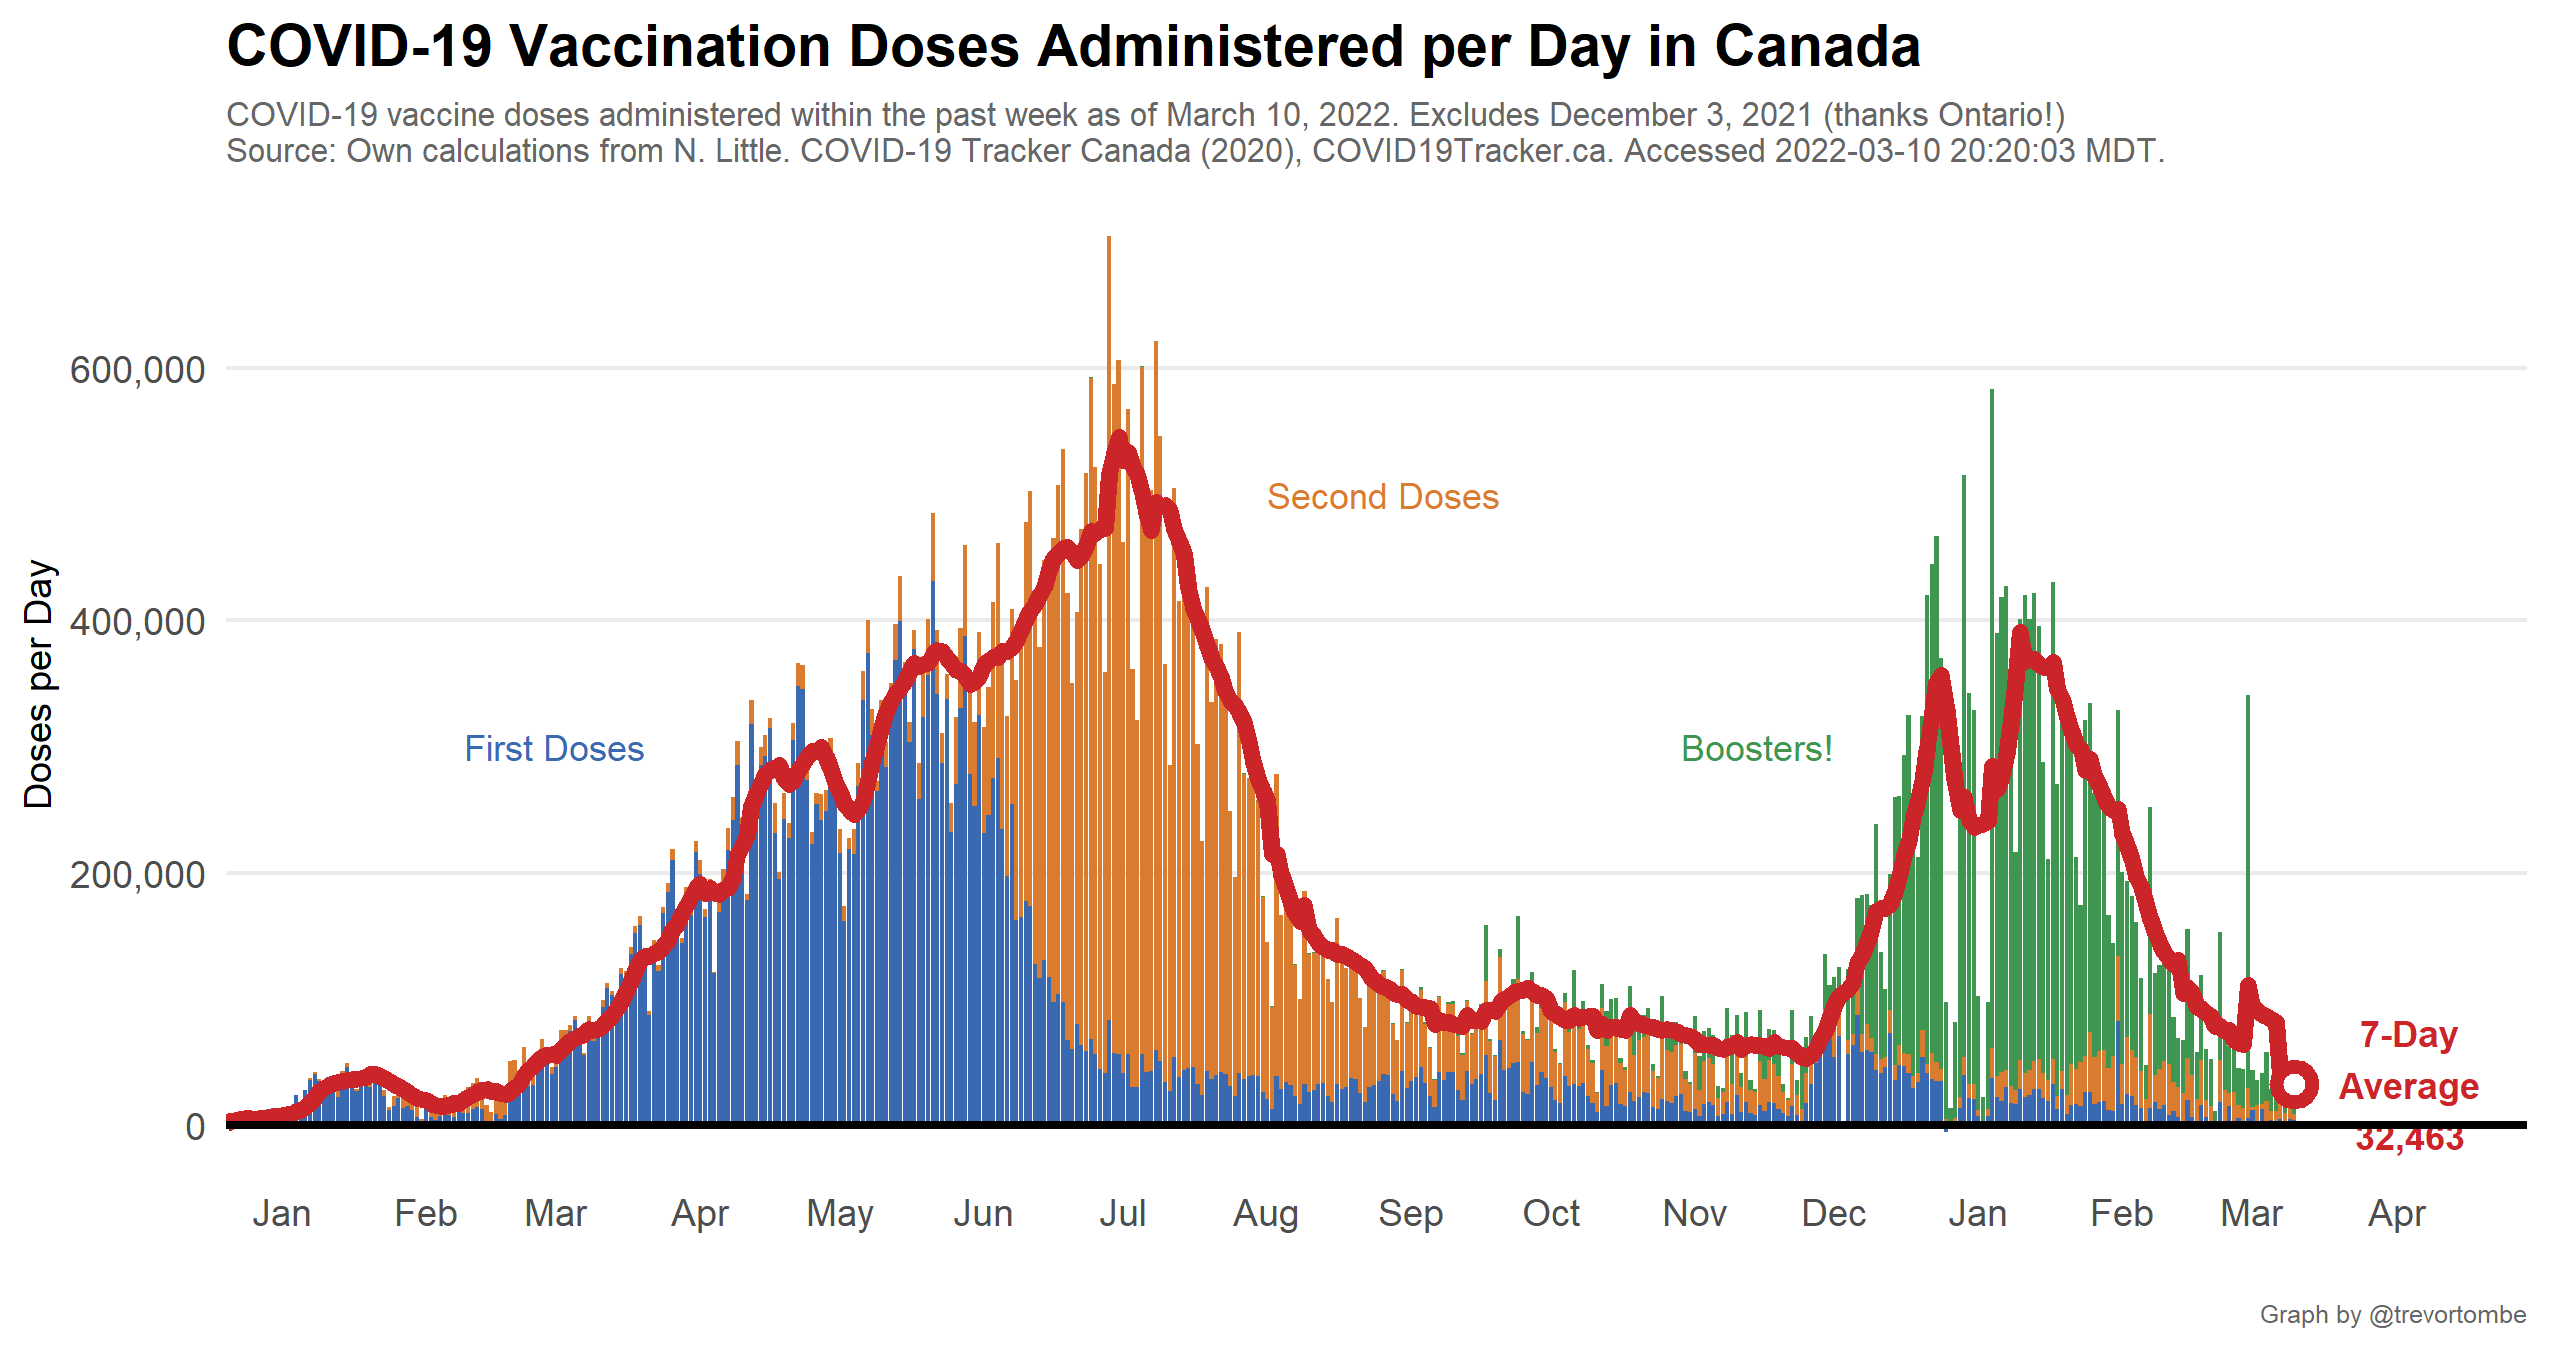 COVID-19 Vaccination Doses Administered per Day in Canada
COVID-19 vaccine doses administered within the past week as of March 10, 2022. Excludes December 3, 2021 (thanks Ontario!)
Source: Own calculations from N. Little. COVID-19 Tracker Canada (2020), COVID19Tracker.ca. Accessed 2022-03-10 20:20:03 MDT.
Doses per Day
600,000
400,000
200,000
0
First Doses
Second Doses
Boosters!
7-Day
Average
32,463
Jan Feb Mar Apr May Jun Jul Aug Sep Oct Nov Dec Jan Feb Mar Apr
Graph by @trevortombe